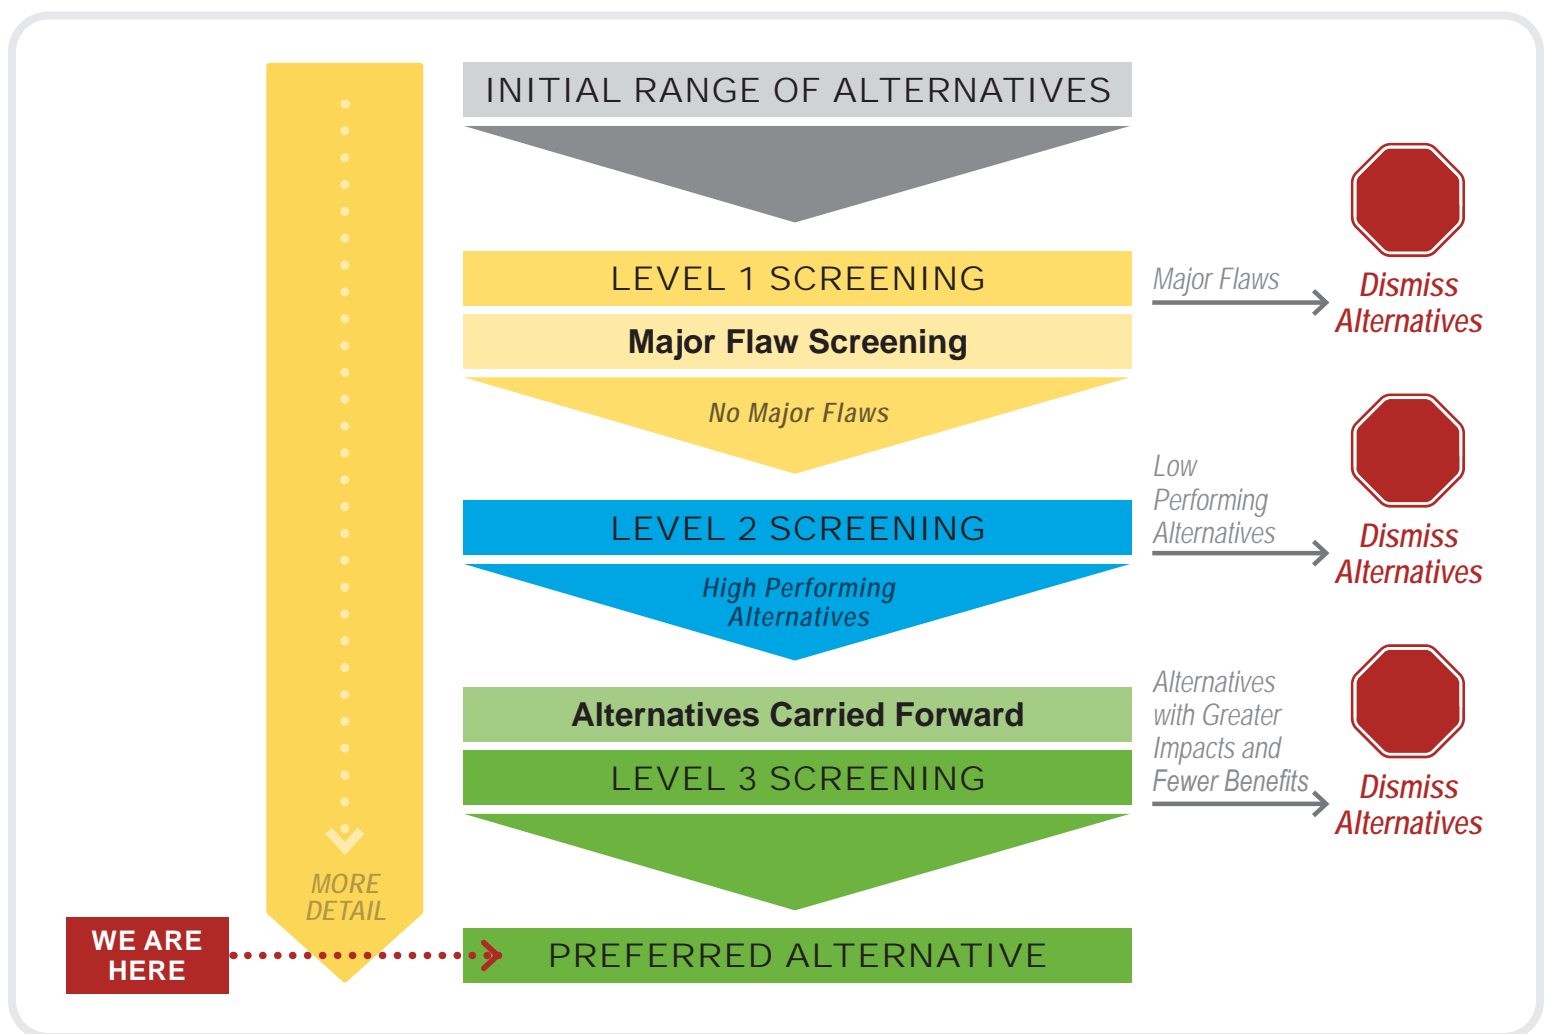 INITIAL RANGE OF ALTERNATIVES
LEVEL 1 SCREENING
Major Flaws
Dismiss
Alternatives
Major Flaw Screening
No Major Flaws
LEVEL 2 SCREENING
Low
Performing
Alternatives
Dismiss
Alternatives
High Performing
Alternatives
Alternatives Carried Forward
LEVEL 3 SCREENING
Alternatives
with Greater
Impacts and
Fewer Benefits
Dismiss
Alternatives
MORE
DETAIL
WE ARE
HERE
PREFERRED ALTERNATIVE